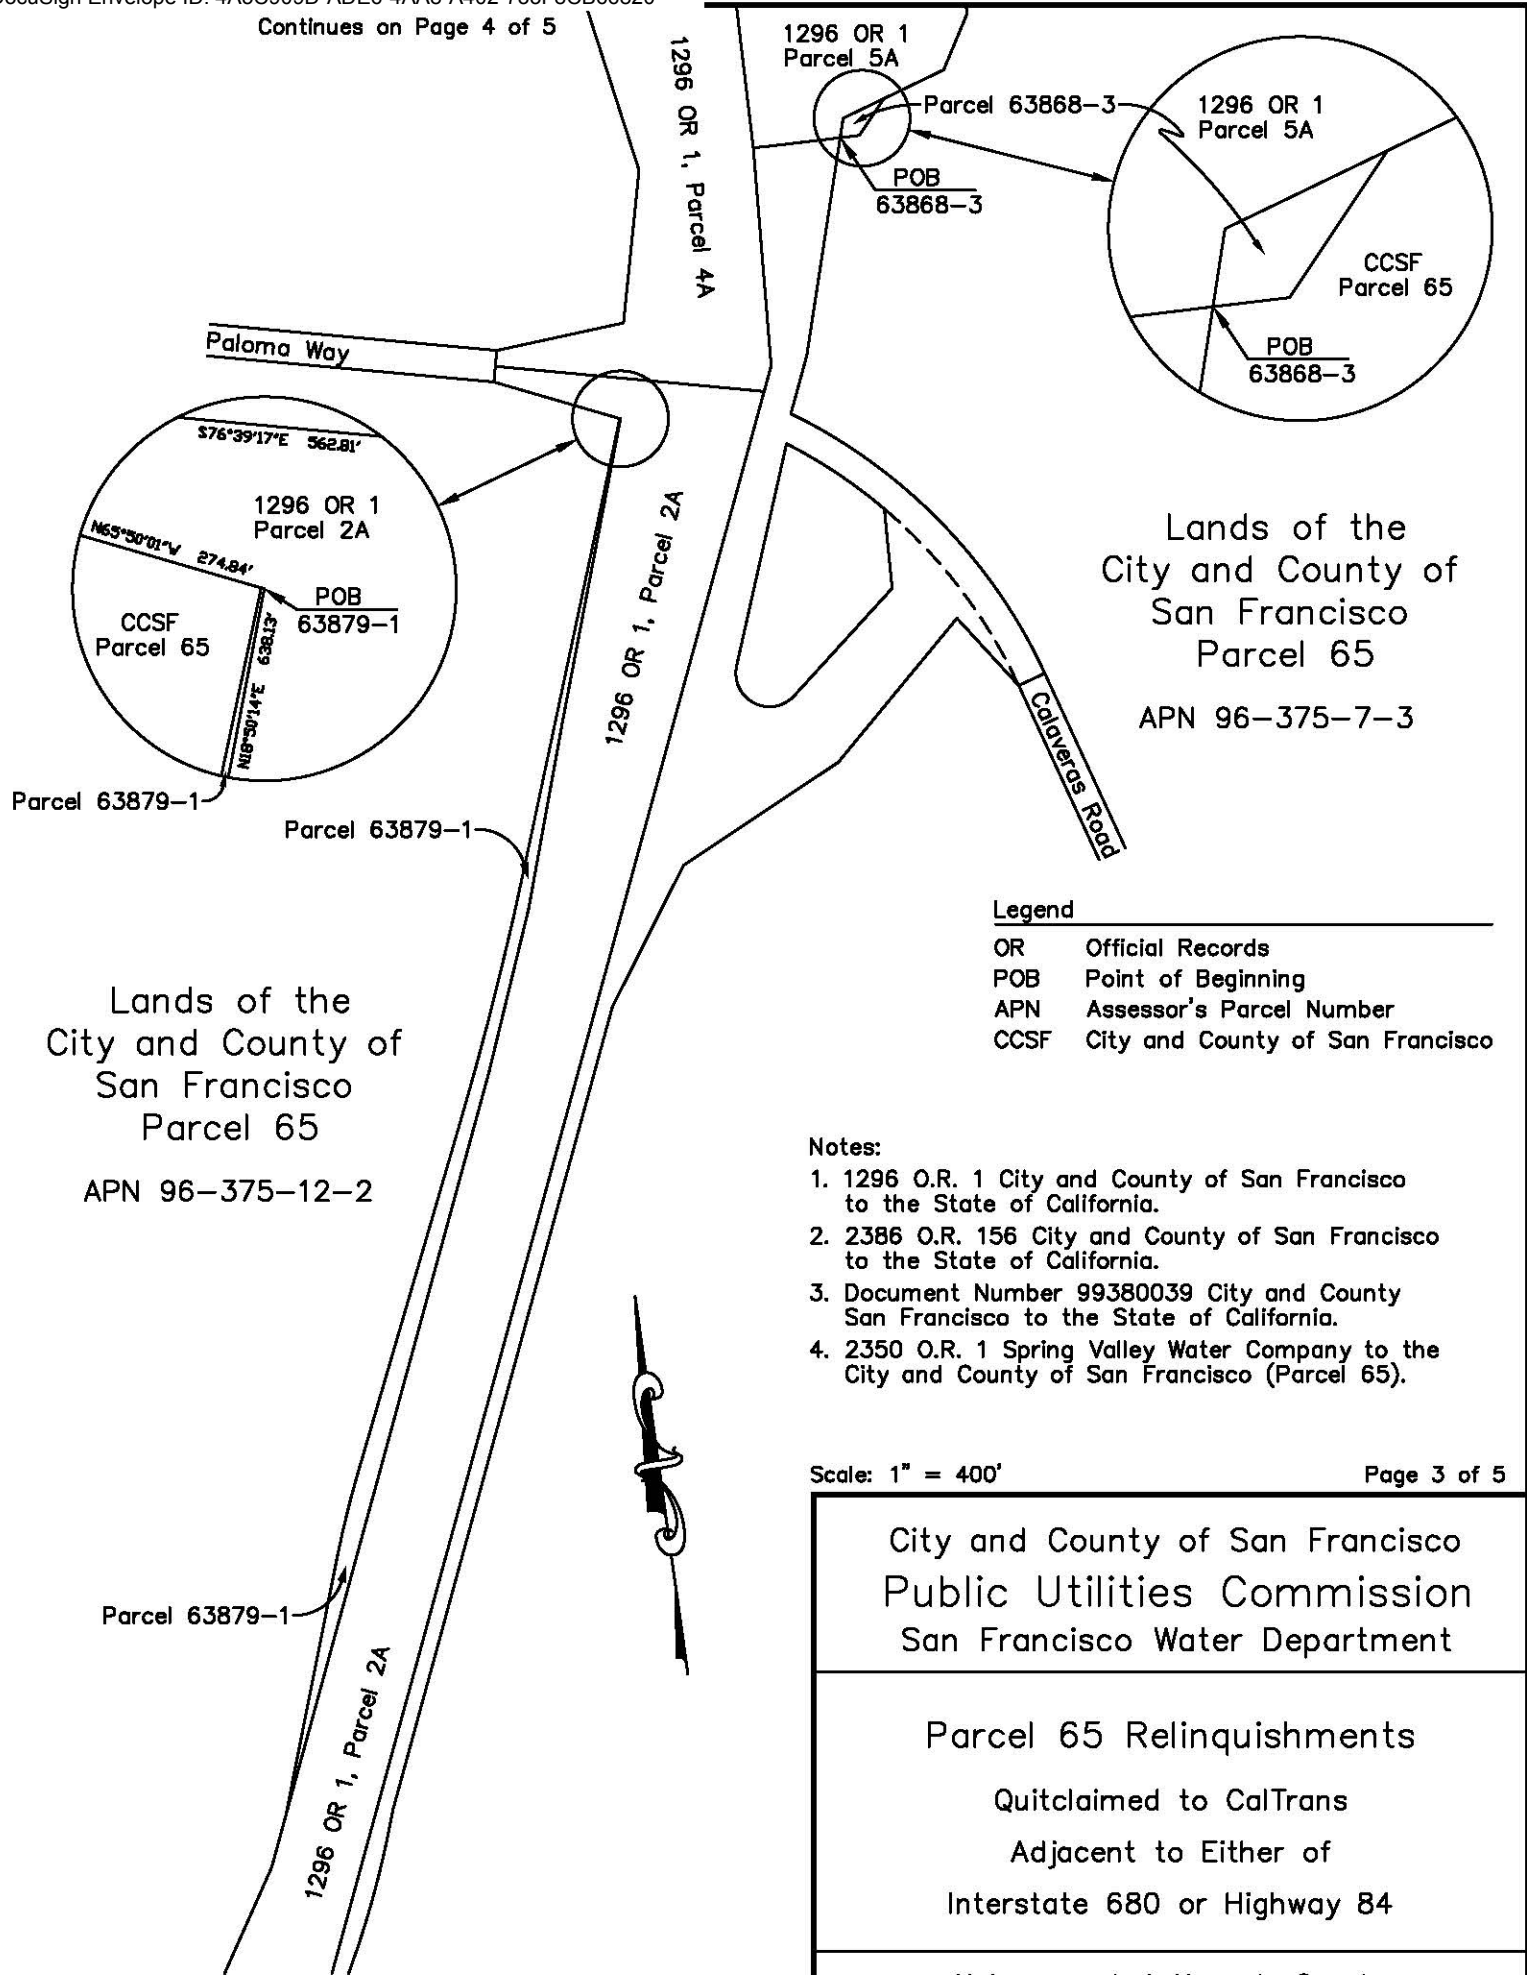 Continues on Page 4 of 5
1296 OR 1, Parcel 4A
1296 OR 1
Parcel 5A
Parcel 63868-3
POB
63868-3
1296 OR 1
Parcel 5A
CCSF
Parcel 65
POB
63868-3
Paloma Way
S76°39'17"E 562.81'
1296 OR 1
Parcel 2A
N65°50'01"W 274.84'
POB
63879-1
CCSF
Parcel 65
N18°50'14"E 638.13'
Parcel 63879-1
Parcel 63879-1
1296 OR 1, Parcel 2A
Lands of the
City and County of
San Francisco
Parcel 65
APN 96-375-7-3
Calaveras Road
Legend
OR Official Records
POB Point of Beginning
APN Assessor's Parcel Number
CCSF City and County of San Francisco
Lands of the
City and County of
San Francisco
Parcel 65
APN 96-375-12-2
Notes:
1. 1296 O.R. 1 City and County of San Francisco
to the State of California.
2. 2386 O.R. 156 City and County of San Francisco
to the State of California.
3. Document Number 99380039 City and County
San Francisco to the State of California.
4. 2350 O.R. 1 Spring Valley Water Company to the
City and County of San Francisco (Parcel 65).
Parcel 63879-1
1296 OR 1, Parcel 2A
Scale: 1" = 400'
Page 3 of 5
City and County of San Francisco
Public Utilities Commission
San Francisco Water Department
Parcel 65 Relinquishments
Quitclaimed to CalTrans
Adjacent to Either of
Interstate 680 or Highway 84